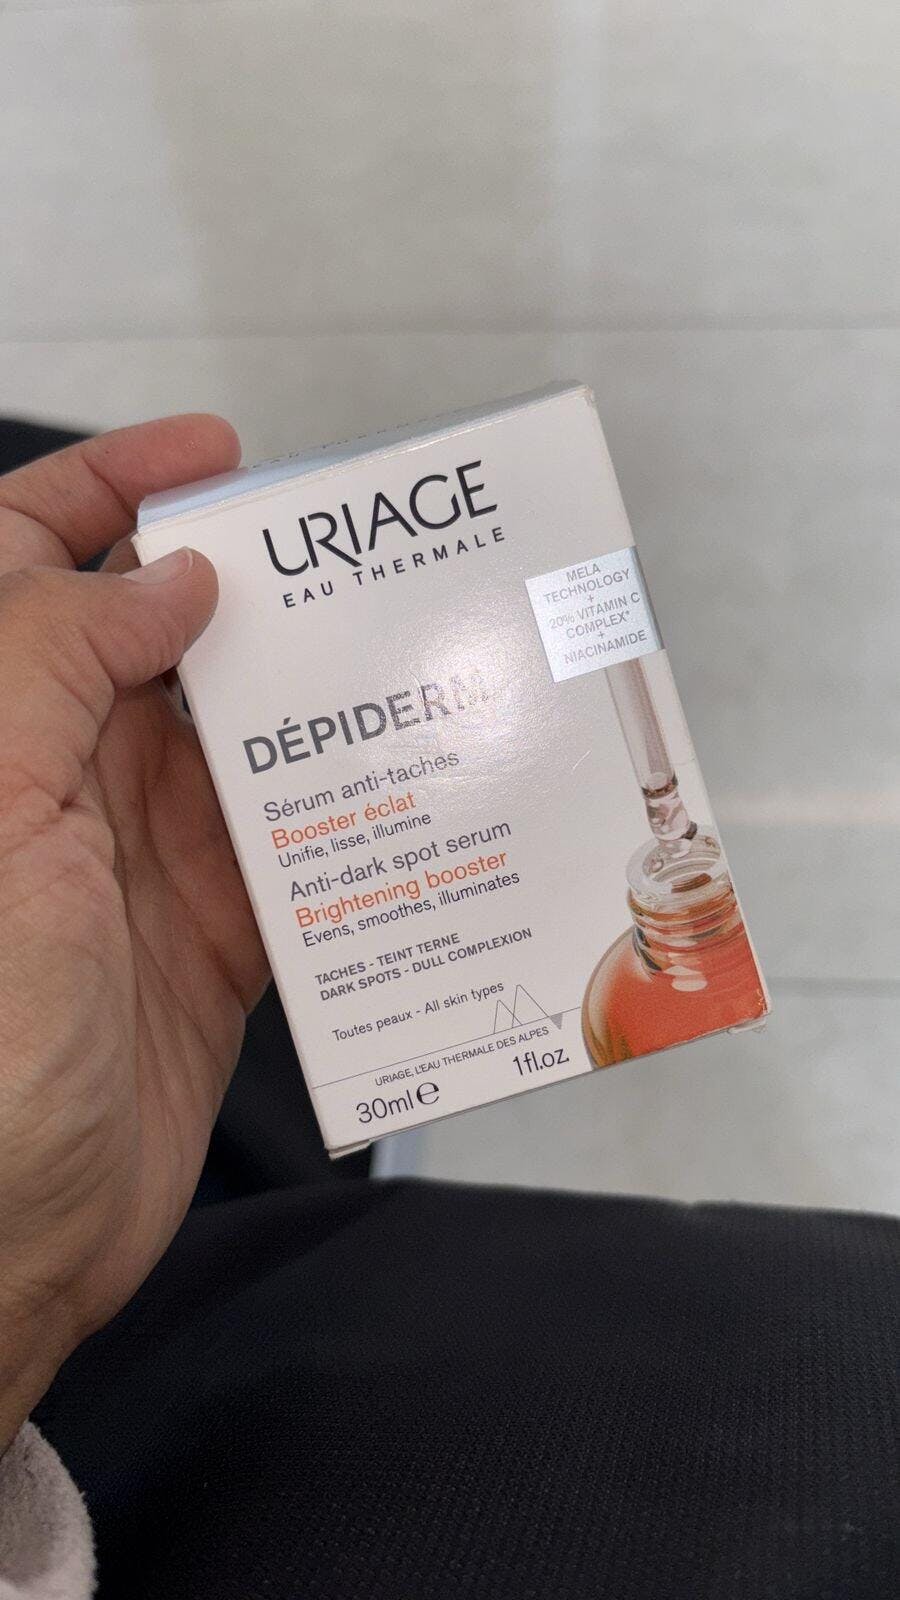 URIAGE
EAU THERMALE
MELA
TECHNOLOGY
+
20% VITAMIN C
COMPLEX*
+
NIACINAMIDE
DÉPIDERM
Sérum anti-taches
Booster éclat
Unifie, lisse, illumine
Anti-dark spot serum
Brightening booster
Evens, smoothes, illuminates
TACHES - TEINT TERNE
DARK SPOTS - DULL COMPLEXION
Toutes peaux - All skin types
URIAGE, L'EAU THERMALE DES ALPES
30ml e 1fl.oz.